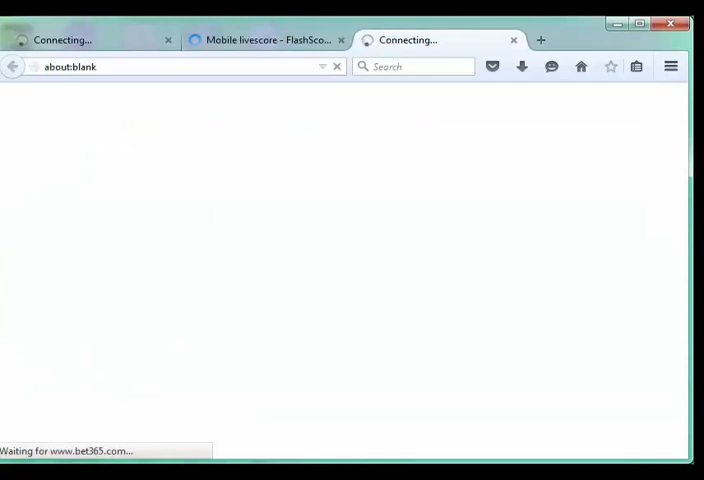 Connecting...
Mobile livescore - FlashSco...
Connecting...
about:blank
Search
Waiting for www.bet365.com...